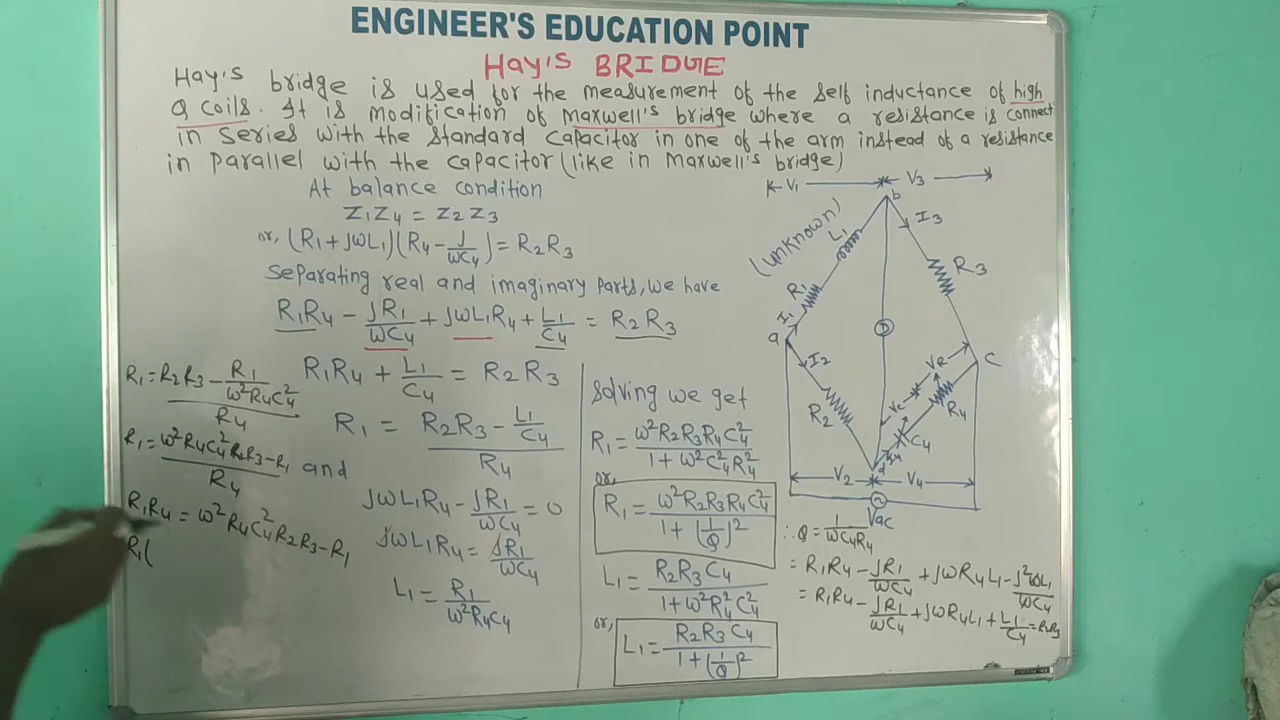 ENGINEER'S EDUCATION POINT
HAY'S BRIDGE
Hay's bridge is used for the measurement of the self inductance of high
Q coils. It is modification of Maxwell's bridge where a resistance is connect
in series with the standard capacitor in one of the arm instead of a resistance
in parallel with the capacitor (like in Maxwell's bridge)
At balance condition
Z₁Z₄ = Z₂Z₃
or, (R₁+jωL₁)(R₄ - j/ωC₄) = R₂R₃
Separating real and imaginary parts, we have
R₁R₄ - jR₁/ωC₄ + jωL₁R₄ + L₁/C₄ = R₂R₃
R₁R₄ + L₁/C₄ = R₂R₃
R₁ = (R₂R₃ - L₁/C₄)/R₄
and
jωL₁R₄ - jR₁/ωC₄ = 0
jωL₁R₄ = jR₁/ωC₄
L₁ = R₁/ω²R₄C₄
R₁ = (R₂R₃ - R₁/ω²R₄C₄²)/R₄
R₁ = (ω²R₄C₄²R₂R₃ - R₁)/R₄
R₁R₄ = ω²R₄C₄²R₂R₃ - R₁
R₁(
Solving we get
R₁ = ω²R₂R₃R₄C₄²/(1+ω²C₄²R₄²)
or,
R₁ = ω²R₂R₃R₄C₄²/(1+(1/Q)²)
L₁ = R₂R₃C₄/(1+ω²R₄²C₄²)
or,
L₁ = R₂R₃C₄/(1+(1/Q)²)
V₁
V₃
b
(unknown)
L₁
I₃
R₁
R₃
I₁
a
D
I₂
C
VR
R₂
Vc
R₄
C₄
I₄
d
V₂
V₄
Vac
∴ Q = 1/ωC₄R₄
= R₁R₄ - jR₁/ωC₄ + jωR₄L₁ - j²ωL₁/ωC₄
= R₁R₄ - jR₁/ωC₄ + jωR₄L₁ + L₁/C₄ = R₂R₃